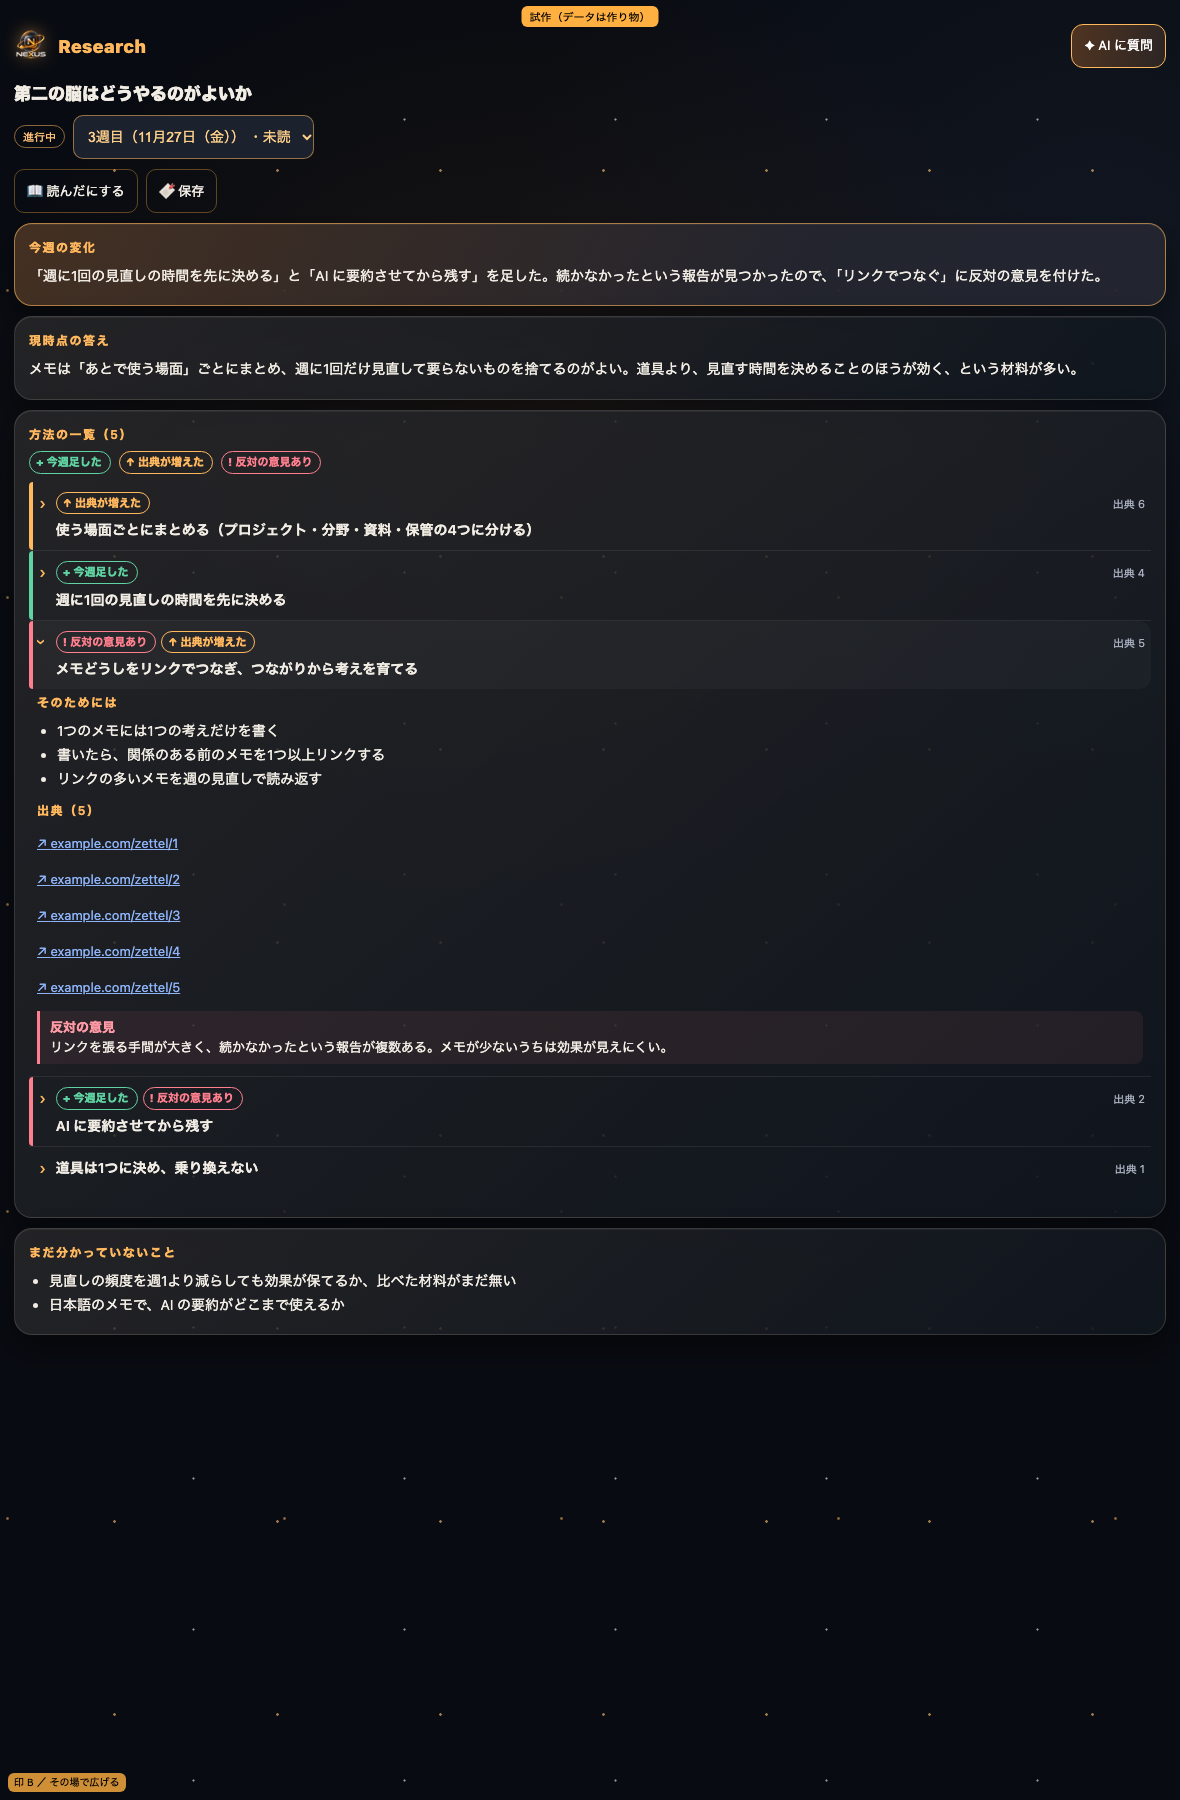 試作（データは作り物）
NEXUS
Research
✦ AI に質問
第二の脳はどうやるのがよいか
進行中
3週目（11月27日（金））・未読
📖 読んだにする
🔖 保存
今週の変化
「週に1回の見直しの時間を先に決める」と「AI に要約させてから残す」を足した。続かなかったという報告が見つかったので、「リンクでつなぐ」に反対の意見を付けた。
現時点の答え
メモは「あとで使う場面」ごとにまとめ、週に1回だけ見直して要らないものを捨てるのがよい。道具より、見直す時間を決めることのほうが効く、という材料が多い。
方法の一覧（5）
+ 今週足した ↑ 出典が増えた ! 反対の意見あり
› ↑ 出典が増えた 出典 6
使う場面ごとにまとめる（プロジェクト・分野・資料・保管の4つに分ける）
› + 今週足した 出典 4
週に1回の見直しの時間を先に決める
! 反対の意見あり ↑ 出典が増えた 出典 5
メモどうしをリンクでつなぎ、つながりから考えを育てる
そのためには
• 1つのメモには1つの考えだけを書く
• 書いたら、関係のある前のメモを1つ以上リンクする
• リンクの多いメモを週の見直しで読み返す
出典（5）
↗ example.com/zettel/1
↗ example.com/zettel/2
↗ example.com/zettel/3
↗ example.com/zettel/4
↗ example.com/zettel/5
反対の意見
リンクを張る手間が大きく、続かなかったという報告が複数ある。メモが少ないうちは効果が見えにくい。
› + 今週足した ! 反対の意見あり 出典 2
AI に要約させてから残す
› 道具は1つに決め、乗り換えない 出典 1
まだ分かっていないこと
• 見直しの頻度を週1より減らしても効果が保てるか、比べた材料がまだ無い
• 日本語のメモで、AI の要約がどこまで使えるか
印 B ／ その場で広げる